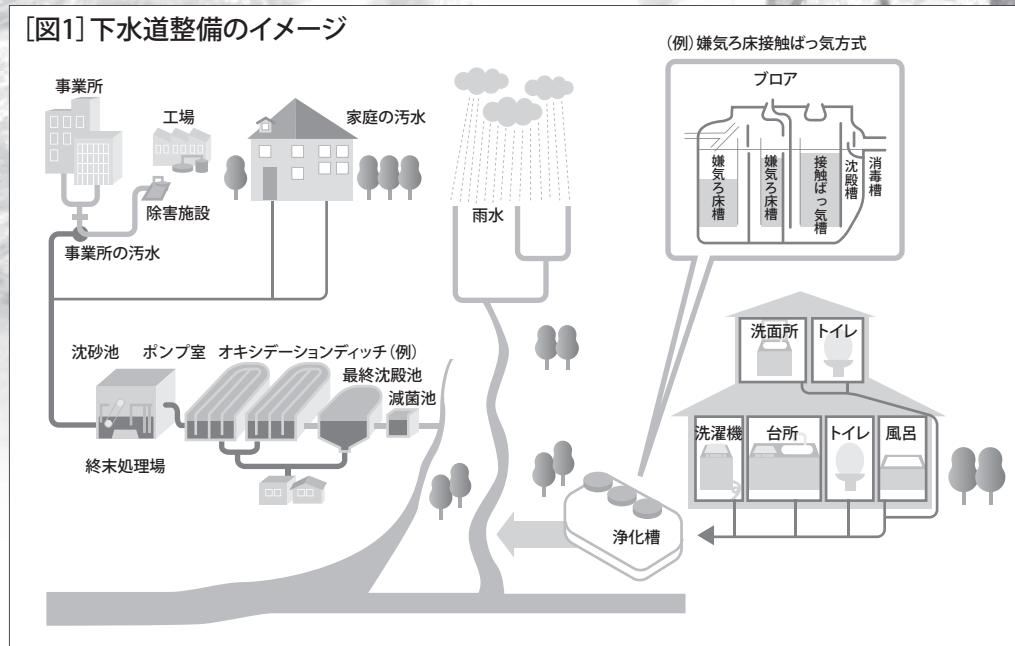 [図1]下水道整備のイメージ
(例)嫌気ろ床接触ばっ気方式
ブロア
嫌気ろ床槽
嫌気ろ床槽
接触ばっ気槽
沈殿槽
消毒槽
事業所
工場
家庭の汚水
除害施設
事業所の汚水
雨水
沈砂池
ポンプ室
オキシデーションディッチ(例)
最終沈殿池
滅菌池
終末処理場
洗面所
トイレ
洗濯機
台所
トイレ
風呂
浄化槽